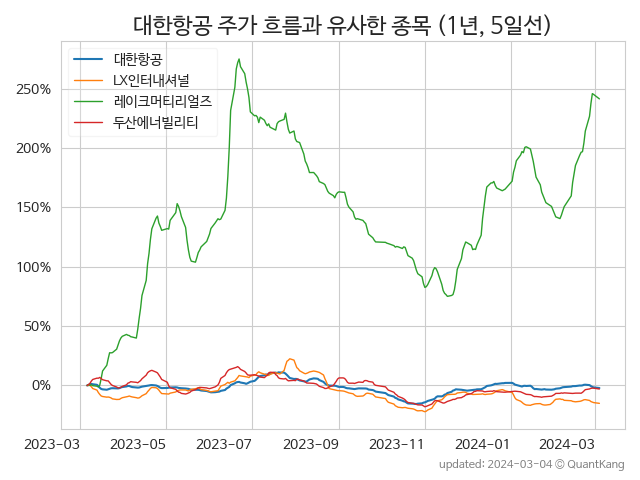 대한항공 주가 흐름과 유사한 종목 (1년, 5일선)
대한항공
LX인터내셔널
레이크머티리얼즈
두산에너빌리티
250%
200%
150%
100%
50%
0%
2023-03 2023-05 2023-07 2023-09 2023-11 2024-01 2024-03
updated: 2024-03-04 © QuantKang